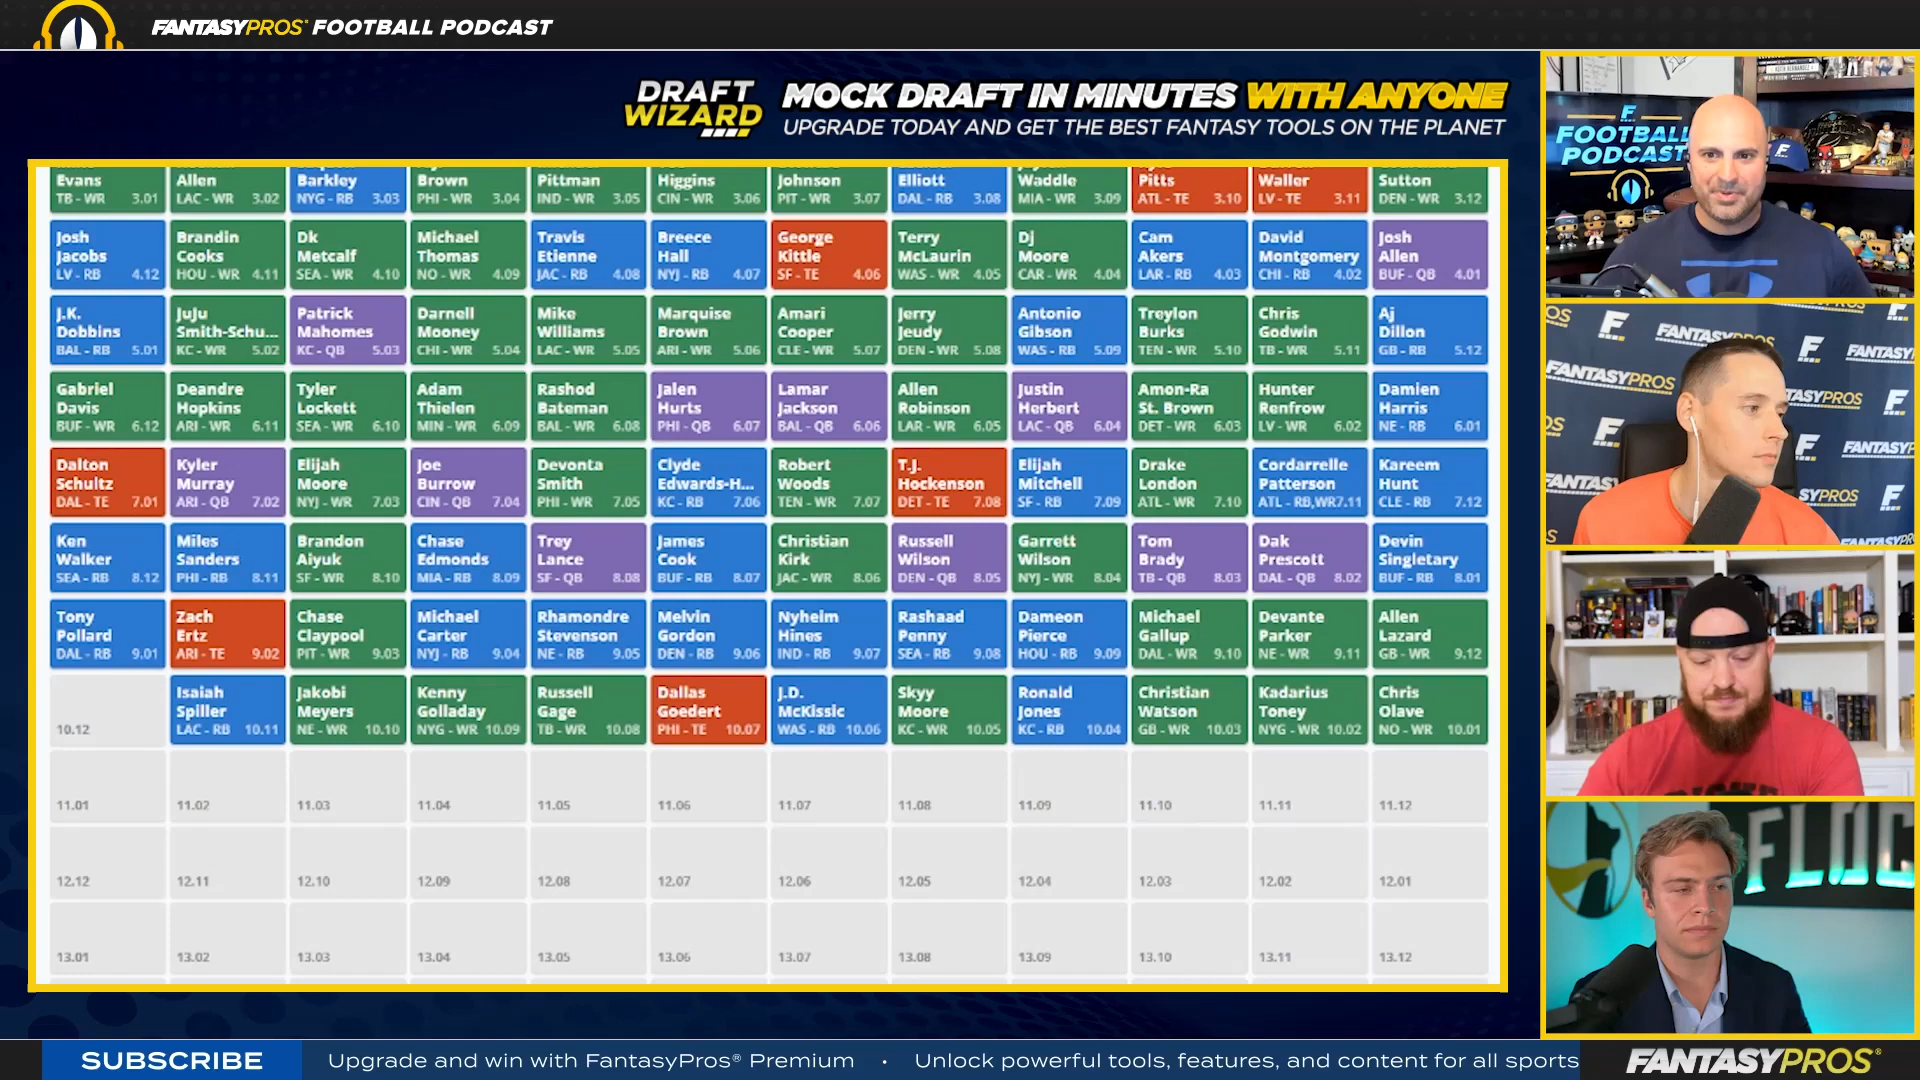 FANTASYPROS® FOOTBALL PODCAST
DRAFT WIZARD
MOCK DRAFT IN MINUTES WITH ANYONE
UPGRADE TODAY AND GET THE BEST FANTASY TOOLS ON THE PLANET
Evans Allen Barkley Brown Pittman Higgins Johnson Elliott Waddle Pitts Waller Sutton
TB - WR 3.01 LAC - WR 3.02 NYG - RB 3.03 PHI - WR 3.04 IND - WR 3.05 CIN - WR 3.06 PIT - WR 3.07 DAL - RB 3.08 MIA - WR 3.09 ATL - TE 3.10 LV - TE 3.11 DEN - WR 3.12
Josh Brandin Dk Michael Travis Breece George Terry Dj Cam David Josh
Jacobs Cooks Metcalf Thomas Etienne Hall Kittle McLaurin Moore Akers Montgomery Allen
LV - RB 4.12 HOU - WR 4.11 SEA - WR 4.10 NO - WR 4.09 JAC - RB 4.08 NYJ - RB 4.07 SF - TE 4.06 WAS - WR 4.05 CAR - WR 4.04 LAR - RB 4.03 CHI - RB 4.02 BUF - QB 4.01
J.K. JuJu Patrick Darnell Mike Marquise Amari Jerry Antonio Treylon Chris Aj
Dobbins Smith-Schu... Mahomes Mooney Williams Brown Cooper Jeudy Gibson Burks Godwin Dillon
BAL - RB 5.01 KC - WR 5.02 KC - QB 5.03 CHI - WR 5.04 LAC - WR 5.05 ARI - WR 5.06 CLE - WR 5.07 DEN - WR 5.08 WAS - RB 5.09 TEN - WR 5.10 TB - WR 5.11 GB - RB 5.12
Gabriel Deandre Tyler Adam Rashod Jalen Lamar Allen Justin Amon-Ra Hunter Damien
Davis Hopkins Lockett Thielen Bateman Hurts Jackson Robinson Herbert St. Brown Renfrow Harris
BUF - WR 6.12 ARI - WR 6.11 SEA - WR 6.10 MIN - WR 6.09 BAL - WR 6.08 PHI - QB 6.07 BAL - QB 6.06 LAR - WR 6.05 LAC - QB 6.04 DET - WR 6.03 LV - WR 6.02 NE - RB 6.01
Dalton Kyler Elijah Joe Devonta Clyde Robert T.J. Elijah Drake Cordarrelle Kareem
Schultz Murray Moore Burrow Smith Edwards-H... Woods Hockenson Mitchell London Patterson Hunt
DAL - TE 7.01 ARI - QB 7.02 NYJ - WR 7.03 CIN - QB 7.04 PHI - WR 7.05 KC - RB 7.06 TEN - WR 7.07 DET - TE 7.08 SF - RB 7.09 ATL - WR 7.10 ATL - RB,WR7.11 CLE - RB 7.12
Ken Miles Brandon Chase Trey James Christian Russell Garrett Tom Dak Devin
Walker Sanders Aiyuk Edmonds Lance Cook Kirk Wilson Wilson Brady Prescott Singletary
SEA - RB 8.12 PHI - RB 8.11 SF - WR 8.10 MIA - RB 8.09 SF - QB 8.08 BUF - RB 8.07 JAC - WR 8.06 DEN - QB 8.05 NYJ - WR 8.04 TB - QB 8.03 DAL - QB 8.02 BUF - RB 8.01
Tony Zach Chase Michael Rhamondre Melvin Nyheim Rashaad Dameon Michael Devante Allen
Pollard Ertz Claypool Carter Stevenson Gordon Hines Penny Pierce Gallup Parker Lazard
DAL - RB 9.01 ARI - TE 9.02 PIT - WR 9.03 NYJ - RB 9.04 NE - RB 9.05 DEN - RB 9.06 IND - RB 9.07 SEA - RB 9.08 HOU - RB 9.09 DAL - WR 9.10 NE - WR 9.11 GB - WR 9.12
Isaiah Jakobi Kenny Russell Dallas J.D. Skyy Ronald Christian Kadarius Chris
Spiller Meyers Golladay Gage Goedert McKissic Moore Jones Watson Toney Olave
10.12 LAC - RB 10.11 NE - WR 10.10 NYG - WR 10.09 TB - WR 10.08 PHI - TE 10.07 WAS - RB 10.06 KC - WR 10.05 KC - RB 10.04 GB - WR 10.03 NYG - WR 10.02 NO - WR 10.01
11.01 11.02 11.03 11.04 11.05 11.06 11.07 11.08 11.09 11.10 11.11 11.12
12.12 12.11 12.10 12.09 12.08 12.07 12.06 12.05 12.04 12.03 12.02 12.01
13.01 13.02 13.03 13.04 13.05 13.06 13.07 13.08 13.09 13.10 13.11 13.12
FOOTBALL
PODCAST
FANTASYPROS
FLOC
SUBSCRIBE
Upgrade and win with FantasyPros® Premium • Unlock powerful tools, features, and content for all sports
FANTASYPROS®